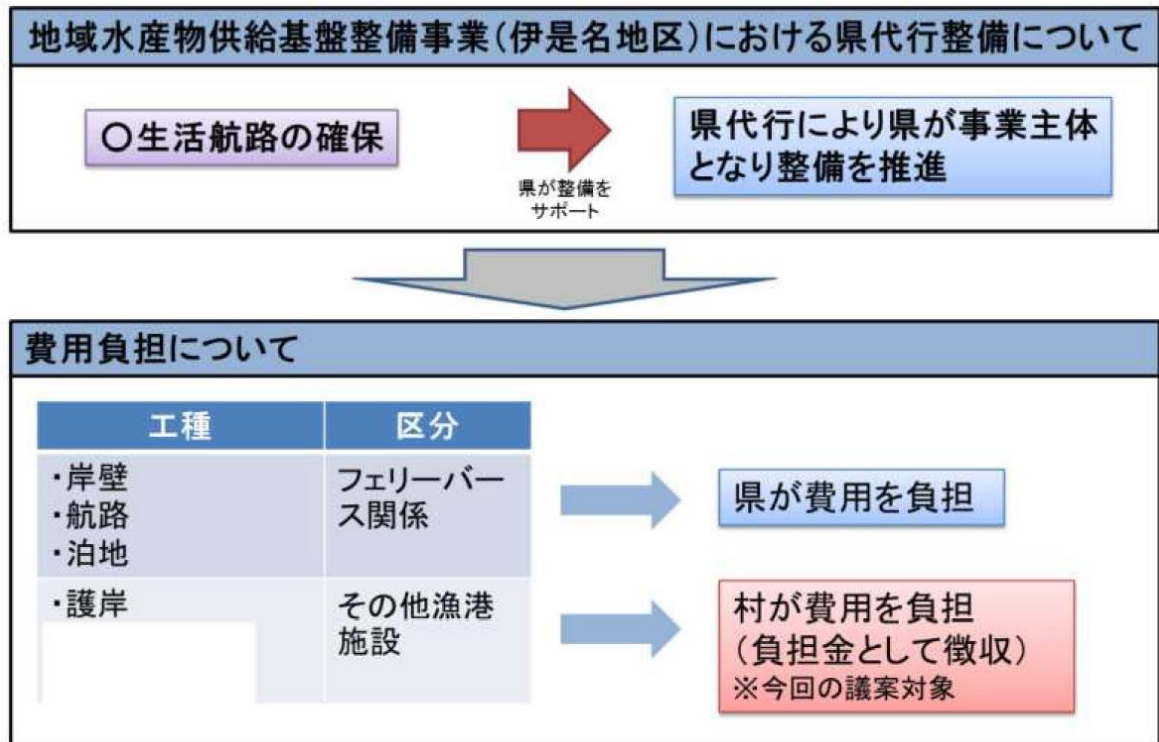 地域水産物供給基盤整備事業(伊是名地区)における県代行整備について
〇生活航路の確保
県が整備を
サポート
県代行により県が事業主体
となり整備を推進
費用負担について
工種
区分
・岸壁
・航路
・泊地
フェリーバー
ス関係
県が費用を負担
・護岸
その他漁港
施設
村が費用を負担
(負担金として徴収)
※今回の議案対象